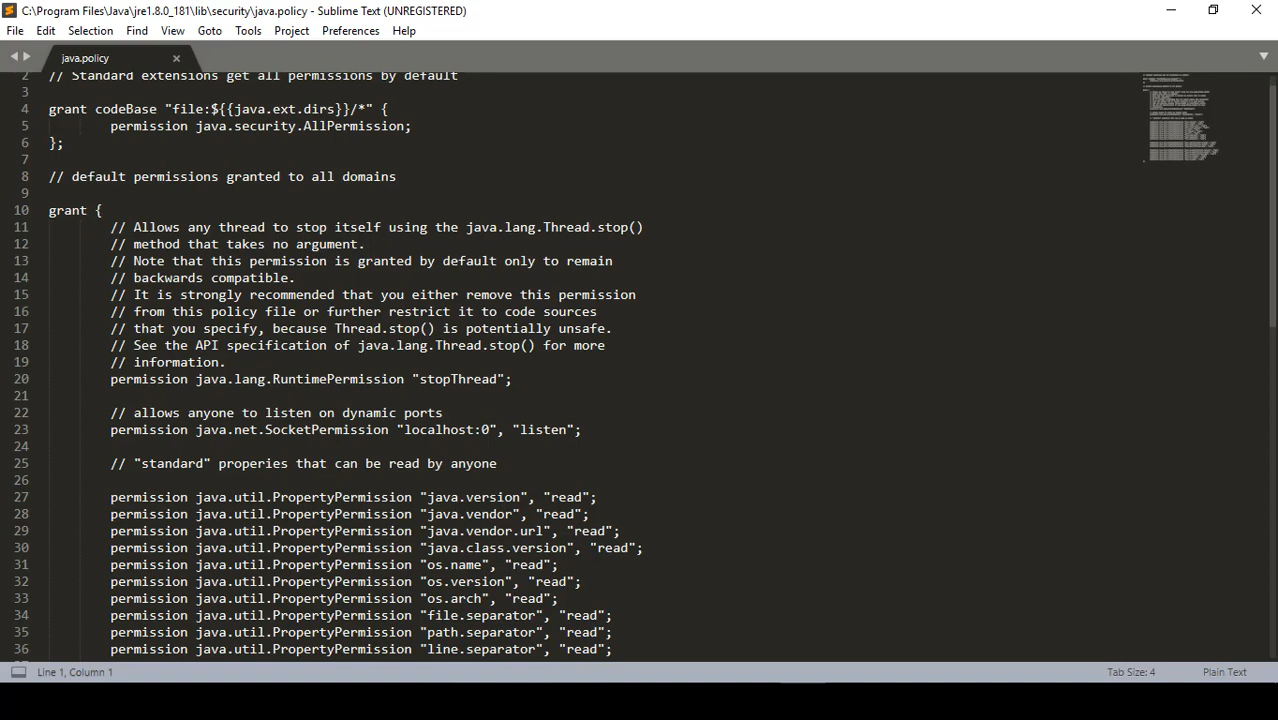 C:\Program Files\Java\jre1.8.0_181\lib\security\java.policy - Sublime Text (UNREGISTERED)
File Edit Selection Find View Goto Tools Project Preferences Help
java.policy
2 // Standard extensions get all permissions by default
3
4 grant codeBase "file:${{java.ext.dirs}}/*" {
5 permission java.security.AllPermission;
6 };
7
8 // default permissions granted to all domains
9
10 grant {
11 // Allows any thread to stop itself using the java.lang.Thread.stop()
12 // method that takes no argument.
13 // Note that this permission is granted by default only to remain
14 // backwards compatible.
15 // It is strongly recommended that you either remove this permission
16 // from this policy file or further restrict it to code sources
17 // that you specify, because Thread.stop() is potentially unsafe.
18 // See the API specification of java.lang.Thread.stop() for more
19 // information.
20 permission java.lang.RuntimePermission "stopThread";
21
22 // allows anyone to listen on dynamic ports
23 permission java.net.SocketPermission "localhost:0", "listen";
24
25 // "standard" properies that can be read by anyone
26
27 permission java.util.PropertyPermission "java.version", "read";
28 permission java.util.PropertyPermission "java.vendor", "read";
29 permission java.util.PropertyPermission "java.vendor.url", "read";
30 permission java.util.PropertyPermission "java.class.version", "read";
31 permission java.util.PropertyPermission "os.name", "read";
32 permission java.util.PropertyPermission "os.version", "read";
33 permission java.util.PropertyPermission "os.arch", "read";
34 permission java.util.PropertyPermission "file.separator", "read";
35 permission java.util.PropertyPermission "path.separator", "read";
36 permission java.util.PropertyPermission "line.separator", "read";
Line 1, Column 1 Tab Size: 4 Plain Text